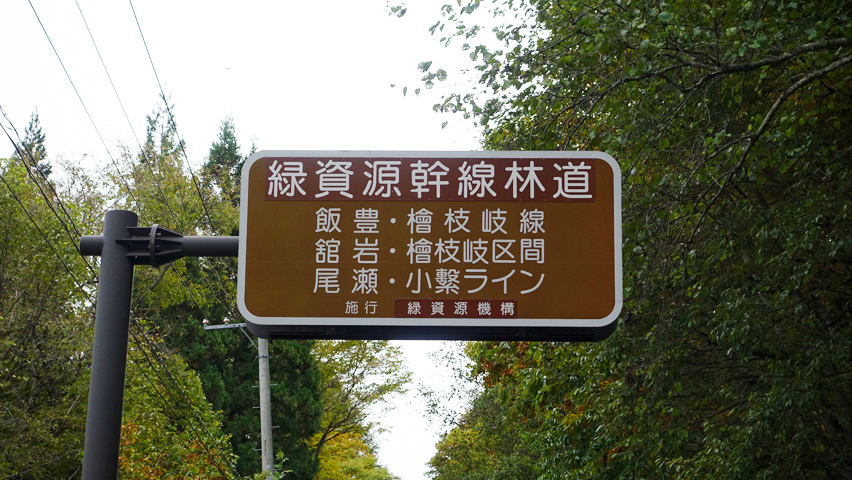 緑資源幹線林道
飯豊・檜枝岐線
舘岩・檜枝岐区間
尾瀬・小繋ライン
施行 緑資源機構